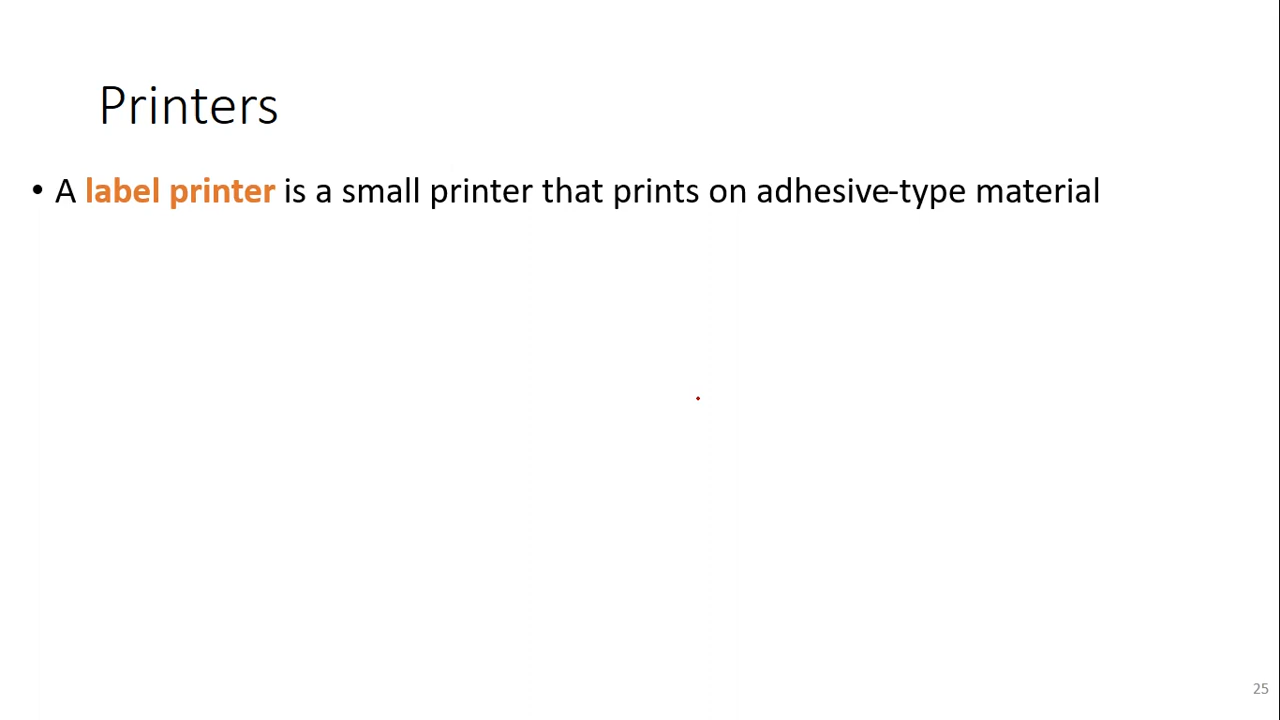 Printers
• A label printer is a small printer that prints on adhesive-type material
25